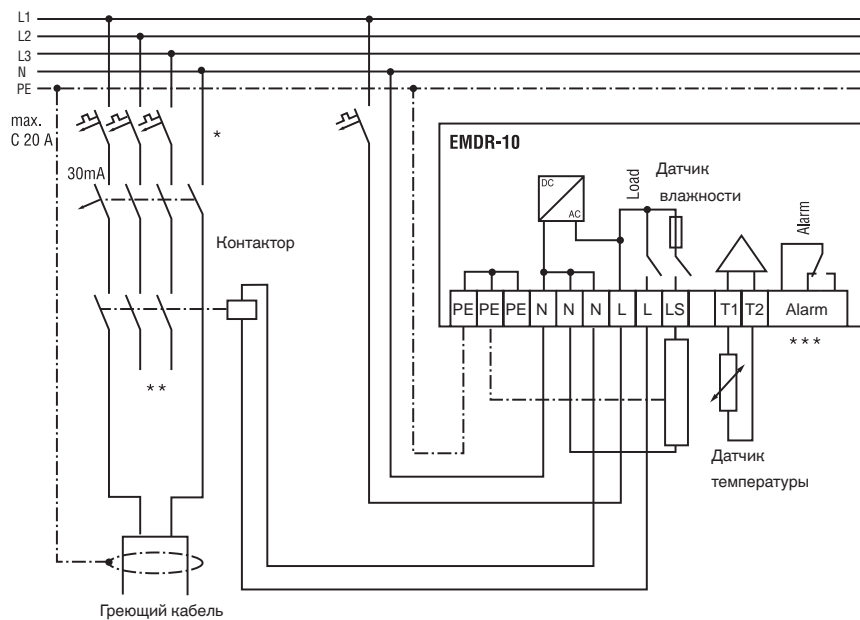 L1
L2
L3
N
PE
max.
C 20 A
*
30mA
Контактор
**
Греющий кабель
EMDR-10
DC
AC
Load
Датчик
влажности
Alarm
PE PE PE N N N L L LS T1 T2 Alarm
***
Датчик
температуры